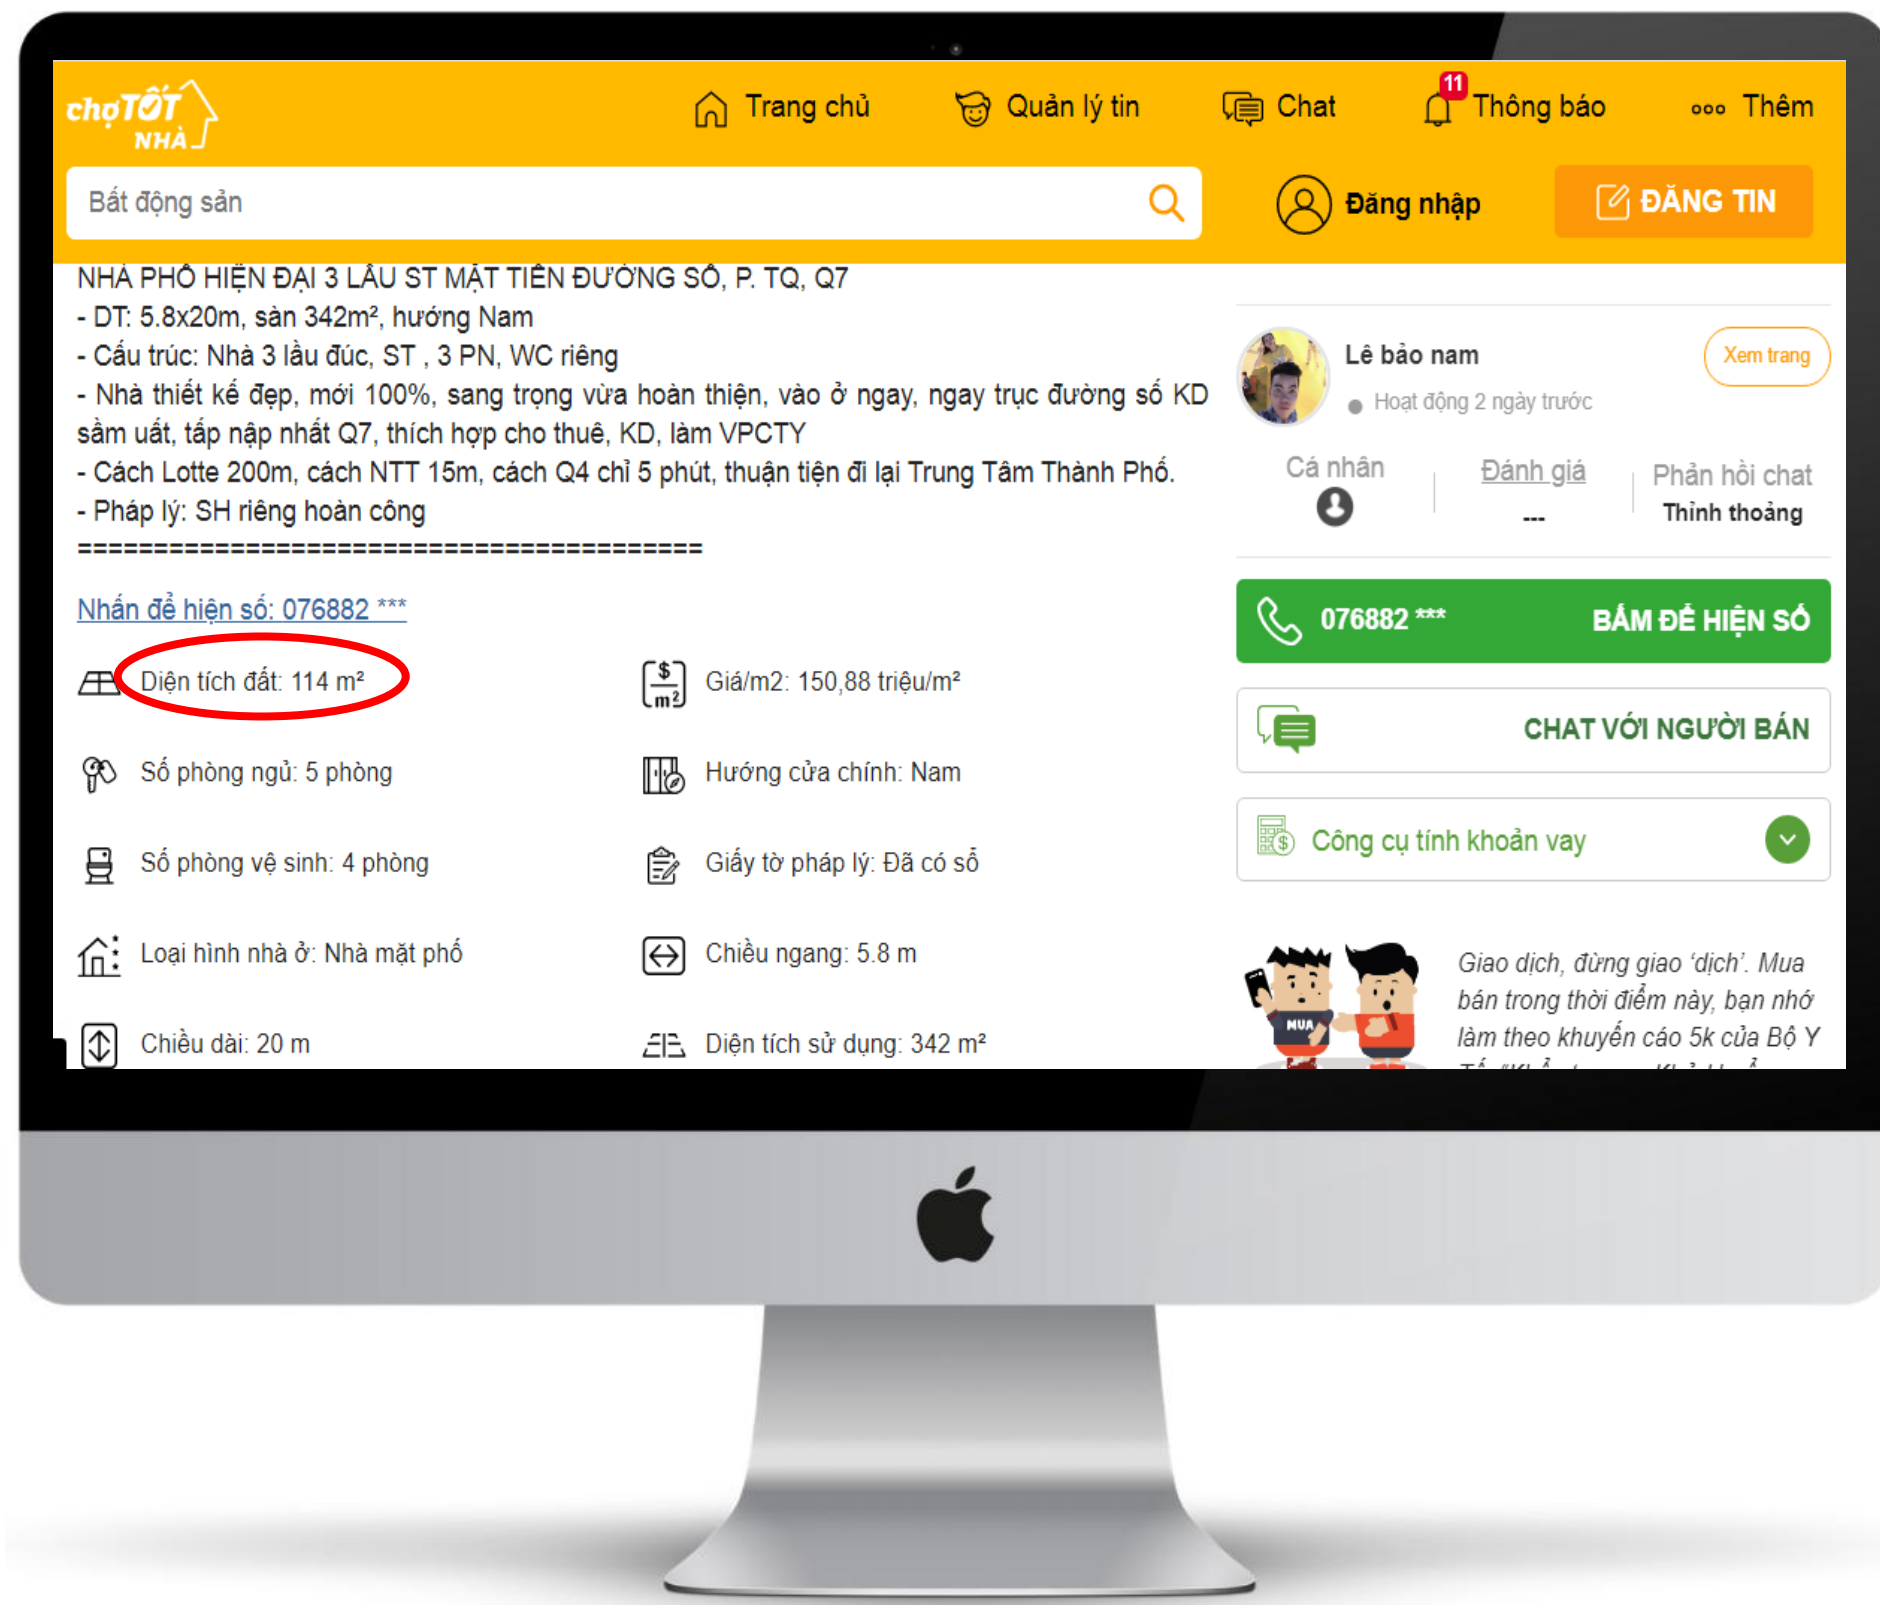 chợTỐT
NHÀ
Trang chủ
Quản lý tin
Chat
11
Thông báo
Thêm
Bất động sản
Đăng nhập
ĐĂNG TIN
NHÀ PHỐ HIỆN ĐẠI 3 LẦU ST MẶT TIỀN ĐƯỜNG SỐ, P. TQ, Q7
- DT: 5.8x20m, sàn 342m², hướng Nam
- Cấu trúc: Nhà 3 lầu đúc, ST , 3 PN, WC riêng
- Nhà thiết kế đẹp, mới 100%, sang trọng vừa hoàn thiện, vào ở ngay, ngay trục đường số KD
sầm uất, tấp nập nhất Q7, thích hợp cho thuê, KD, làm VPCTY
- Cách Lotte 200m, cách NTT 15m, cách Q4 chỉ 5 phút, thuận tiện đi lại Trung Tâm Thành Phố.
- Pháp lý: SH riêng hoàn công
=========================================
Nhấn để hiện số: 076882 ***
Diện tích đất: 114 m²
Giá/m2: 150,88 triệu/m²
Số phòng ngủ: 5 phòng
Hướng cửa chính: Nam
Số phòng vệ sinh: 4 phòng
Giấy tờ pháp lý: Đã có sổ
Loại hình nhà ở: Nhà mặt phố
Chiều ngang: 5.8 m
Chiều dài: 20 m
Diện tích sử dụng: 342 m²
Lê bảo nam
Xem trang
Hoạt động 2 ngày trước
Cá nhân
Đánh giá
---
Phản hồi chat
Thỉnh thoảng
076882 ***
BẤM ĐỂ HIỆN SỐ
CHAT VỚI NGƯỜI BÁN
Công cụ tính khoản vay
MUA
Giao dịch, đừng giao ‘dịch’. Mua
bán trong thời điểm này, bạn nhớ
làm theo khuyến cáo 5k của Bộ Y